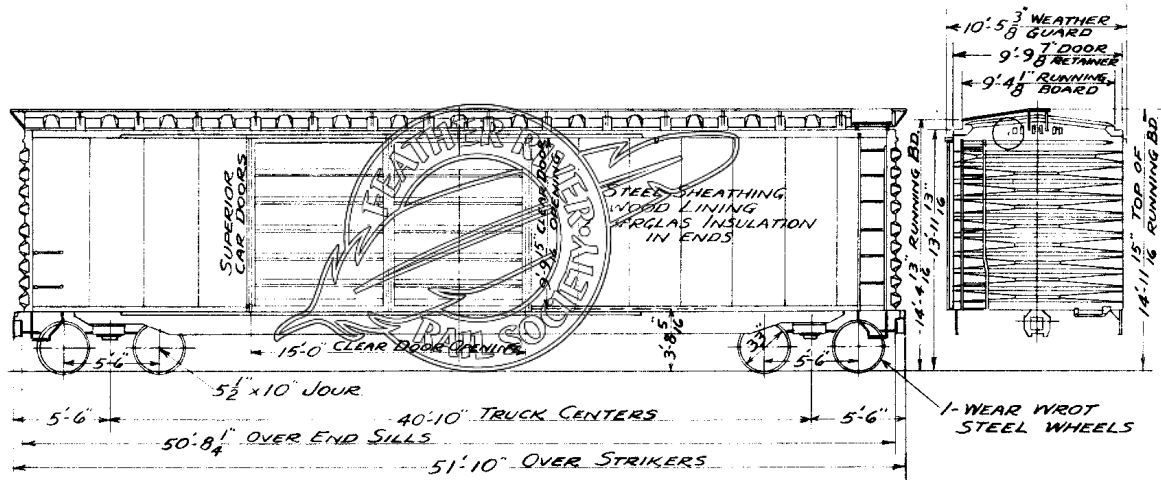 10'-5 3/8" WEATHER
GUARD
9'-9 7/8" DOOR
RETAINER
9'-4 1/8" RUNNING
BOARD
FEATHER RIVER
RAIL SOCIETY
SUPERIOR
CAR DOORS
9'-9 15/16" CLEAR DOOR
OPENING
STEEL SHEATHING
WOOD LINING
INSULATION
IN ENDS
14'-4 13/16" RUNNING BD.
13'-11 13/16"
14'-11 15/16" TOP OF
RUNNING BD.
15'-0" CLEAR DOOR OPENING
3'-8 5/16"
33"
5'-6"
5'-6"
5 1/2" x 10" JOUR.
5'-6"
40'-10" TRUCK CENTERS
5'-6"
1-WEAR WROT
STEEL WHEELS
50'-8 1/4" OVER END SILLS
51'-10" OVER STRIKERS